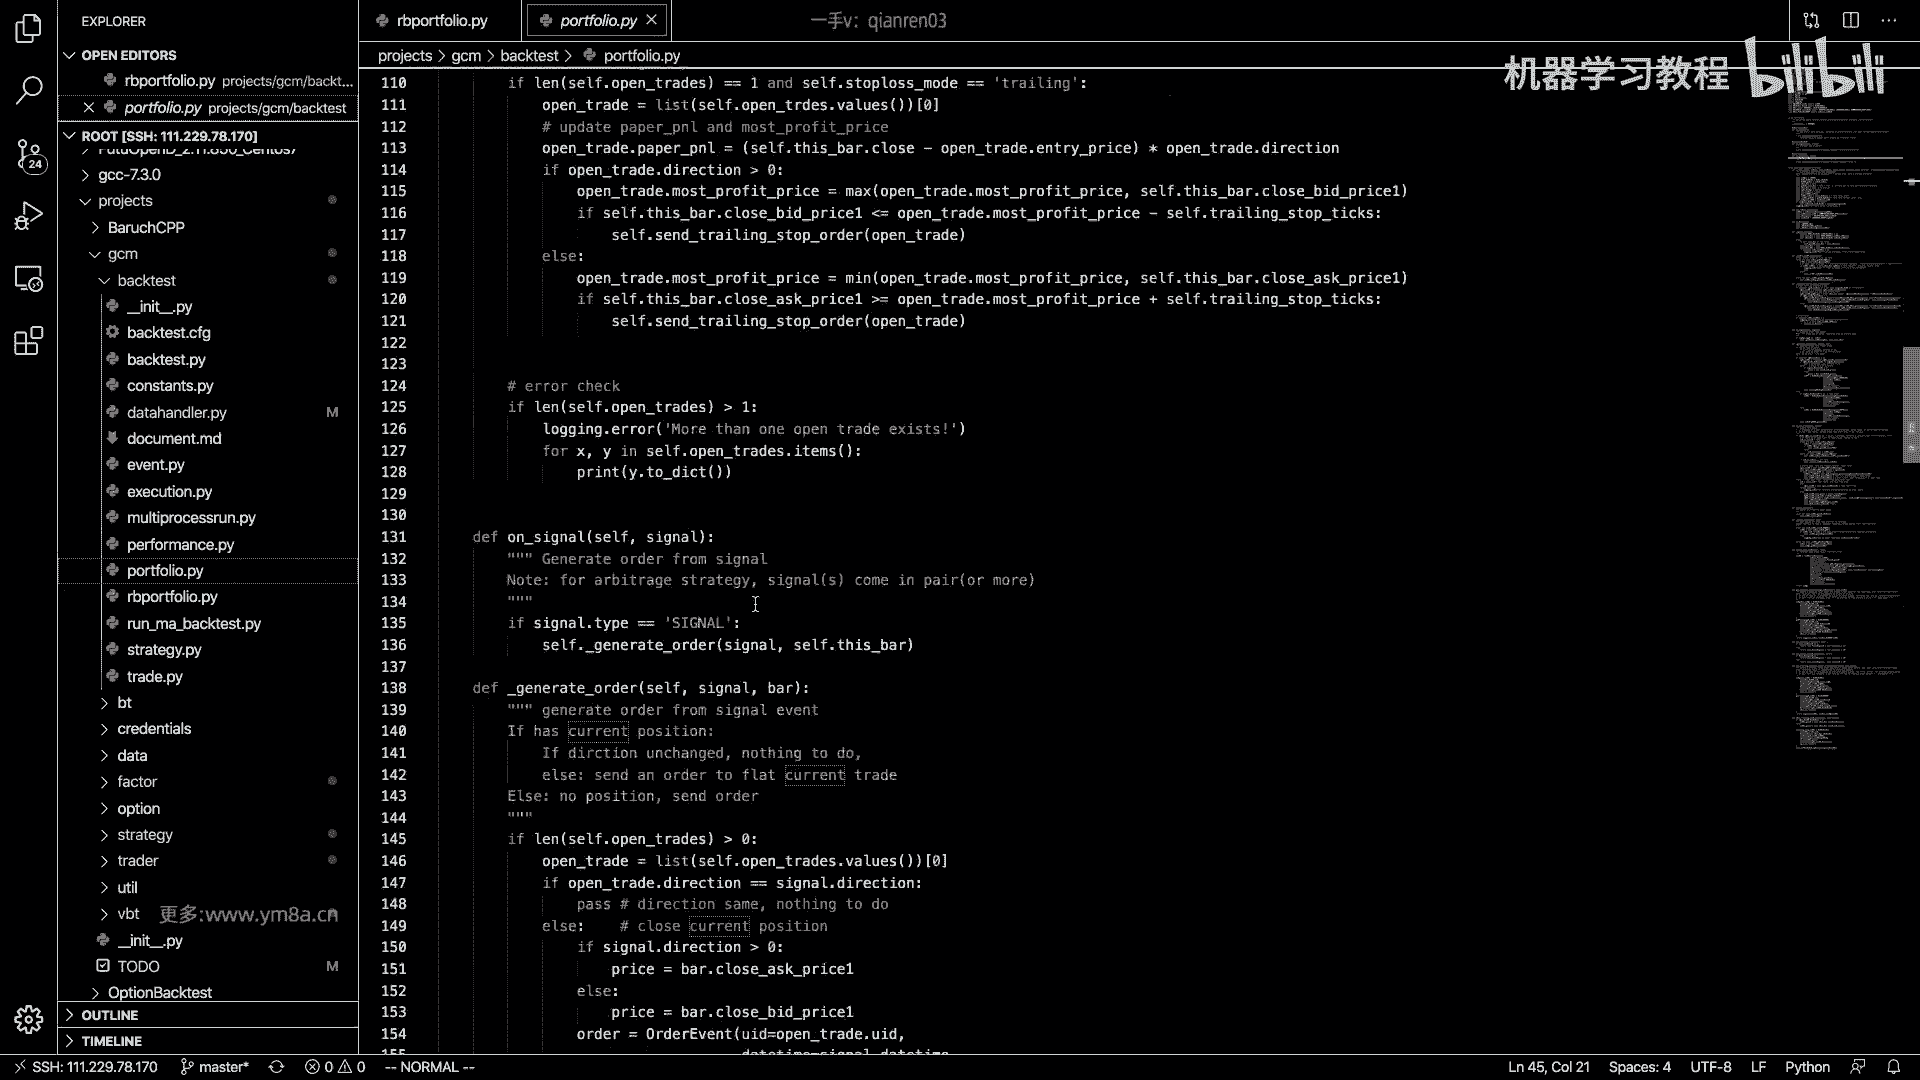 EXPLORER
OPEN EDITORS
rbportfolio.py projects/gcm/backt...
portfolio.py projects/gcm/backtest
ROOT [SSH: 111.229.78.170]
gcc-7.3.0
projects
BaruchCPP
gcm
backtest
__init__.py
backtest.cfg
backtest.py
constants.py
datahandler.py M
document.md
event.py
execution.py
multiprocessrun.py
performance.py
portfolio.py
rbportfolio.py
run_ma_backtest.py
strategy.py
trade.py
bt
credentials
data
factor
option
strategy
trader
util
vbt
更多:www.ym8a.cn
__init__.py
TODO M
OptionBacktest
OUTLINE
TIMELINE
24
rbportfolio.py
portfolio.py
一手v: qianren03
projects > gcm > backtest > portfolio.py
机器学习教程 bilibili
110 if len(self.open_trades) == 1 and self.stoploss_mode == 'trailing':
111 open_trade = list(self.open_trdes.values())[0]
112 # update paper_pnl and most_profit_price
113 open_trade.paper_pnl = (self.this_bar.close - open_trade.entry_price) * open_trade.direction
114 if open_trade.direction > 0:
115 open_trade.most_profit_price = max(open_trade.most_profit_price, self.this_bar.close_bid_price1)
116 if self.this_bar.close_bid_price1 <= open_trade.most_profit_price - self.trailing_stop_ticks:
117 self.send_trailing_stop_order(open_trade)
118 else:
119 open_trade.most_profit_price = min(open_trade.most_profit_price, self.this_bar.close_ask_price1)
120 if self.this_bar.close_ask_price1 >= open_trade.most_profit_price + self.trailing_stop_ticks:
121 self.send_trailing_stop_order(open_trade)
122
123
124 # error check
125 if len(self.open_trades) > 1:
126 logging.error('More than one open trade exists!')
127 for x, y in self.open_trades.items():
128 print(y.to_dict())
129
130
131 def on_signal(self, signal):
132 """ Generate order from signal
133 Note: for arbitrage strategy, signal(s) come in pair(or more)
134 """
135 if signal.type == 'SIGNAL':
136 self._generate_order(signal, self.this_bar)
137
138 def _generate_order(self, signal, bar):
139 """ generate order from signal event
140 If has current position:
141 If dirction unchanged, nothing to do,
142 else: send an order to flat current trade
143 Else: no position, send order
144 """
145 if len(self.open_trades) > 0:
146 open_trade = list(self.open_trades.values())[0]
147 if open_trade.direction == signal.direction:
148 pass # direction same, nothing to do
149 else: # close current position
150 if signal.direction > 0:
151 price = bar.close_ask_price1
152 else:
153 price = bar.close_bid_price1
154 order = OrderEvent(uid=open_trade.uid,
SSH: 111.229.78.170 master* 0 0 -- NORMAL -- Ln 45, Col 21 Spaces: 4 UTF-8 LF Python